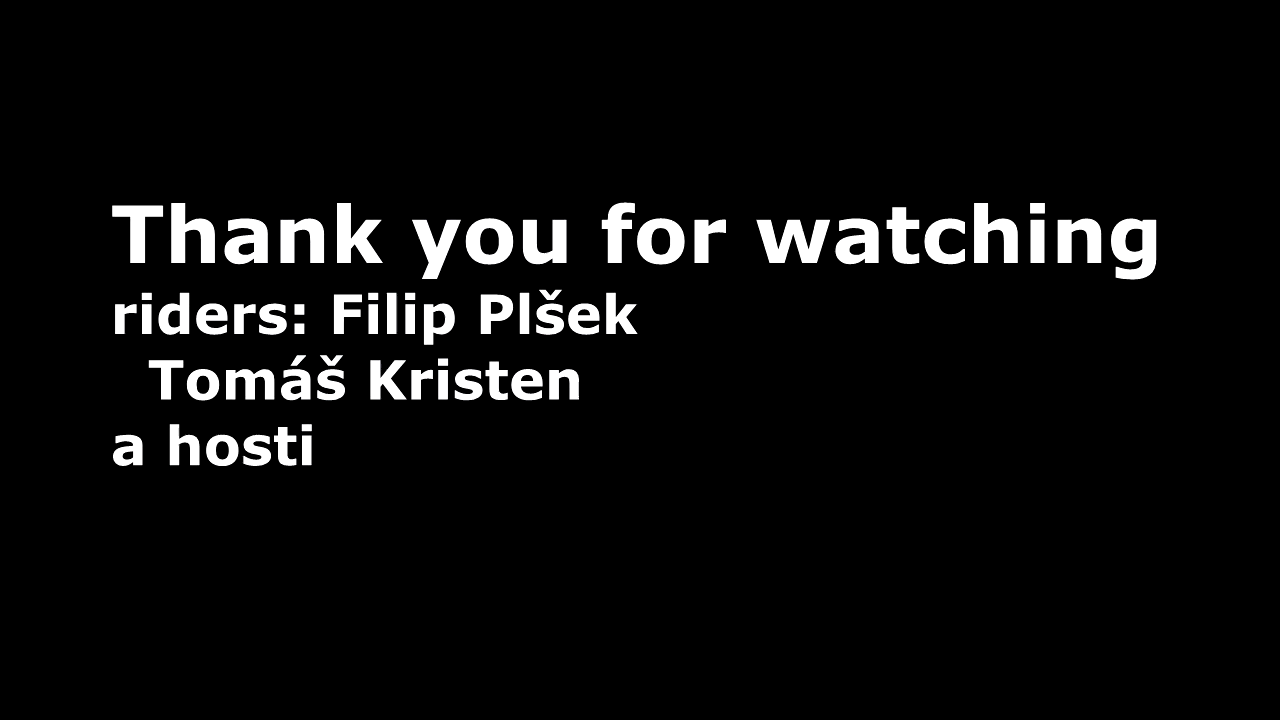 Thank you for watching
riders: Filip Plšek
Tomáš Kristen
a hosti